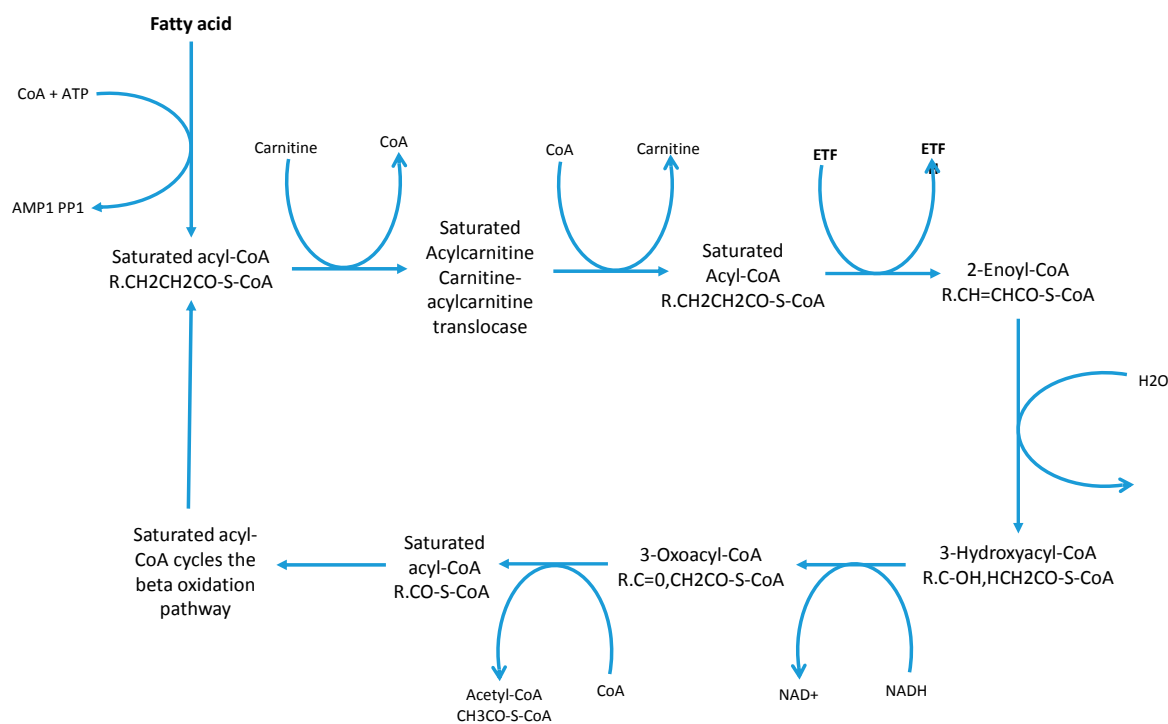 Fatty acid
CoA + ATP
AMP1 PP1
Saturated acyl-CoA
R.CH2CH2CO-S-CoA
Carnitine
CoA
Saturated
Acylcarnitine
Carnitine-
acylcarnitine
translocase
CoA
Carnitine
Saturated
Acyl-CoA
R.CH2CH2CO-S-CoA
ETF
ETF
2-Enoyl-CoA
R.CH=CHCO-S-CoA
H2O
3-Hydroxyacyl-CoA
R.C-OH,HCH2CO-S-CoA
NADH
NAD+
3-Oxoacyl-CoA
R.C=0,CH2CO-S-CoA
CoA
Acetyl-CoA
CH3CO-S-CoA
Saturated
acyl-CoA
R.CO-S-CoA
Saturated acyl-
CoA cycles the
beta oxidation
pathway